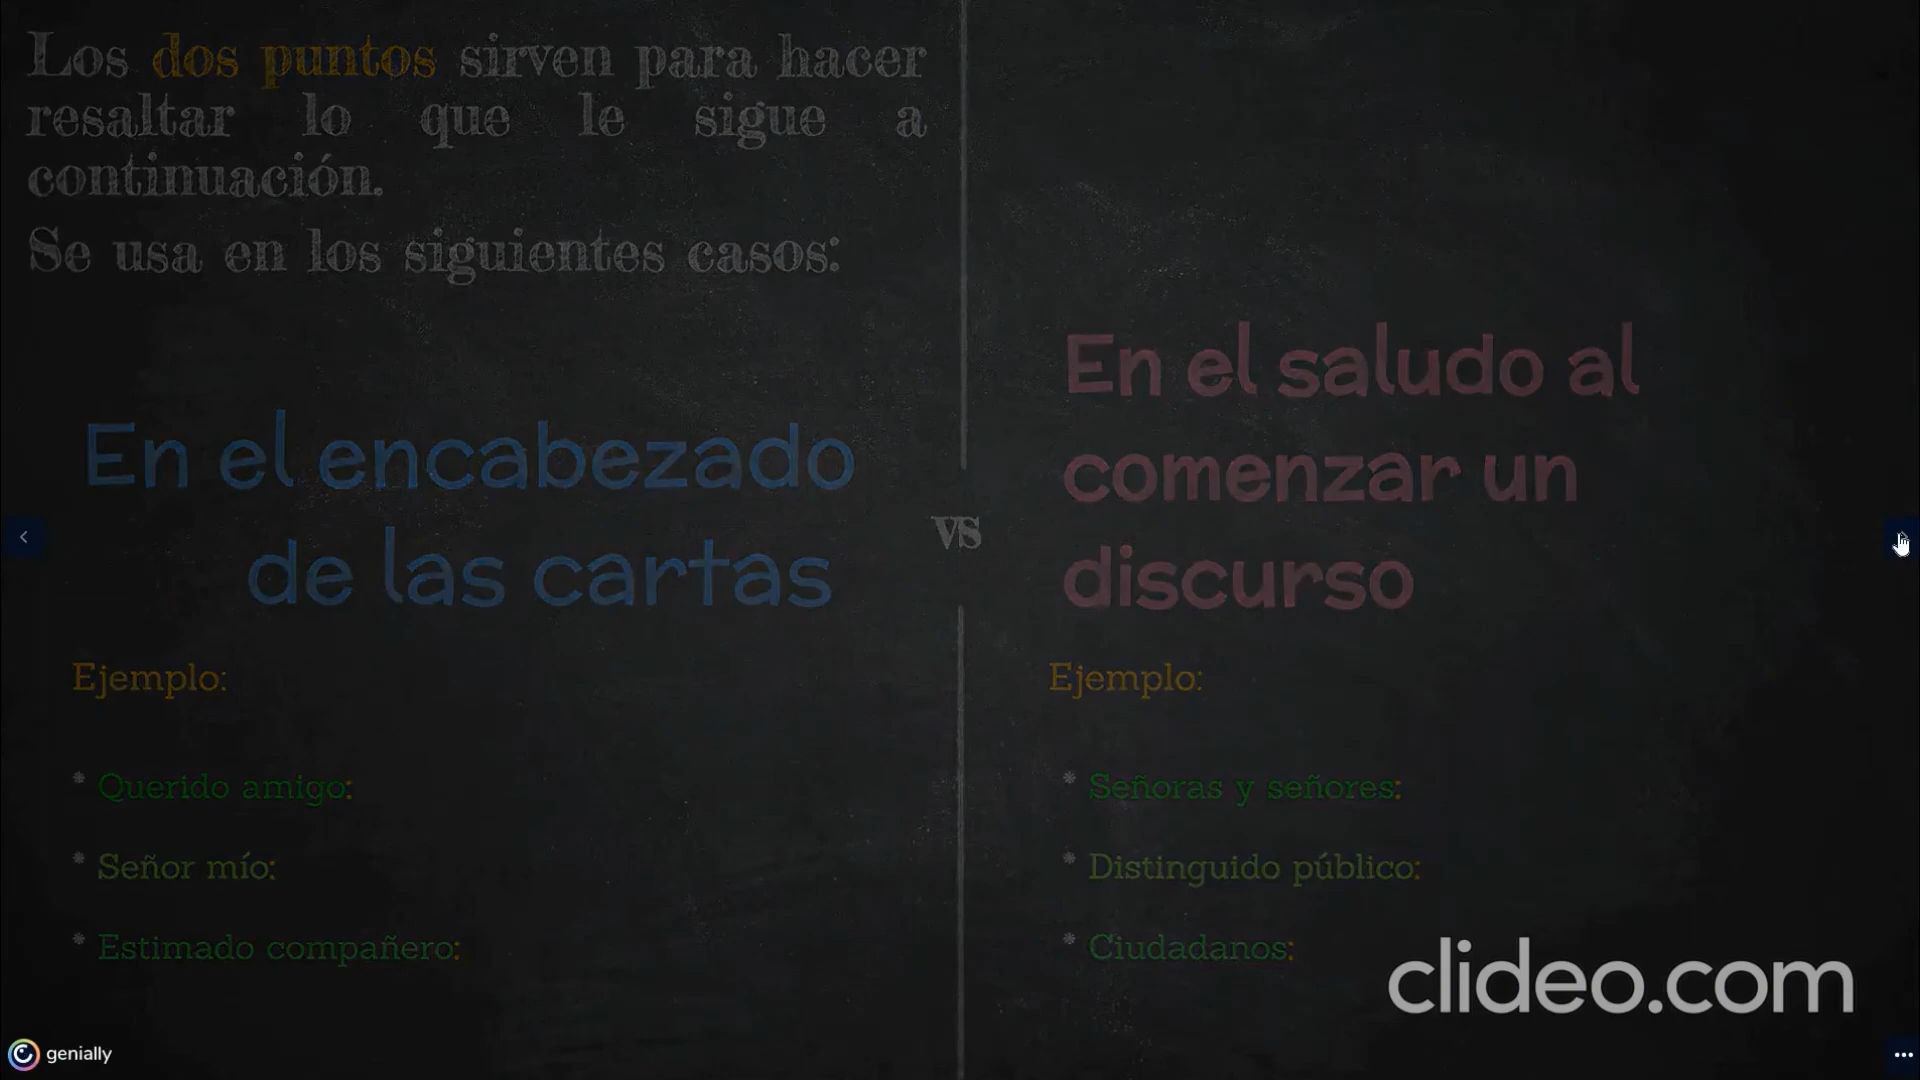 Los dos puntos sirven para hacer
resaltar lo que le sigue a
continuación.
Se usa en los siguientes casos:
En el encabezado
de las cartas
Ejemplo:
* Querido amigo:
* Señor mío:
* Estimado compañero:
vs
En el saludo al
comenzar un
discurso
Ejemplo:
* Señoras y señores:
* Distinguido público:
* Ciudadanos:
clideo.com
genially